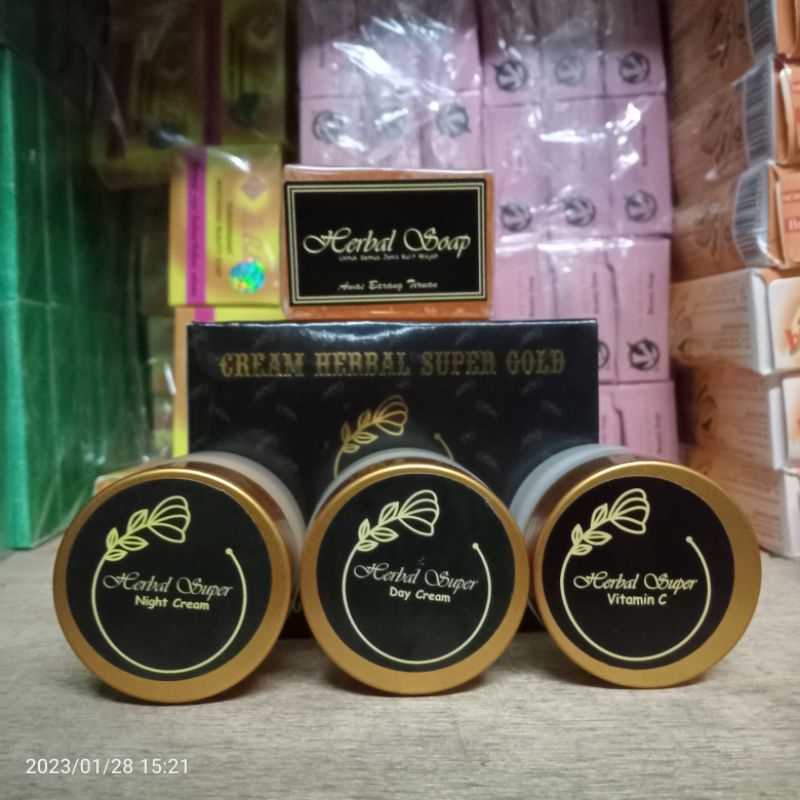 Herbal Soap
Untuk Semua Jenis Kulit Wajah
Awas Barang Tiruan
CREAM HERBAL SUPER GOLD
Herbal Super
Night Cream
Herbal Super
Day Cream
Herbal Super
Vitamin C
2023/01/28 15:21